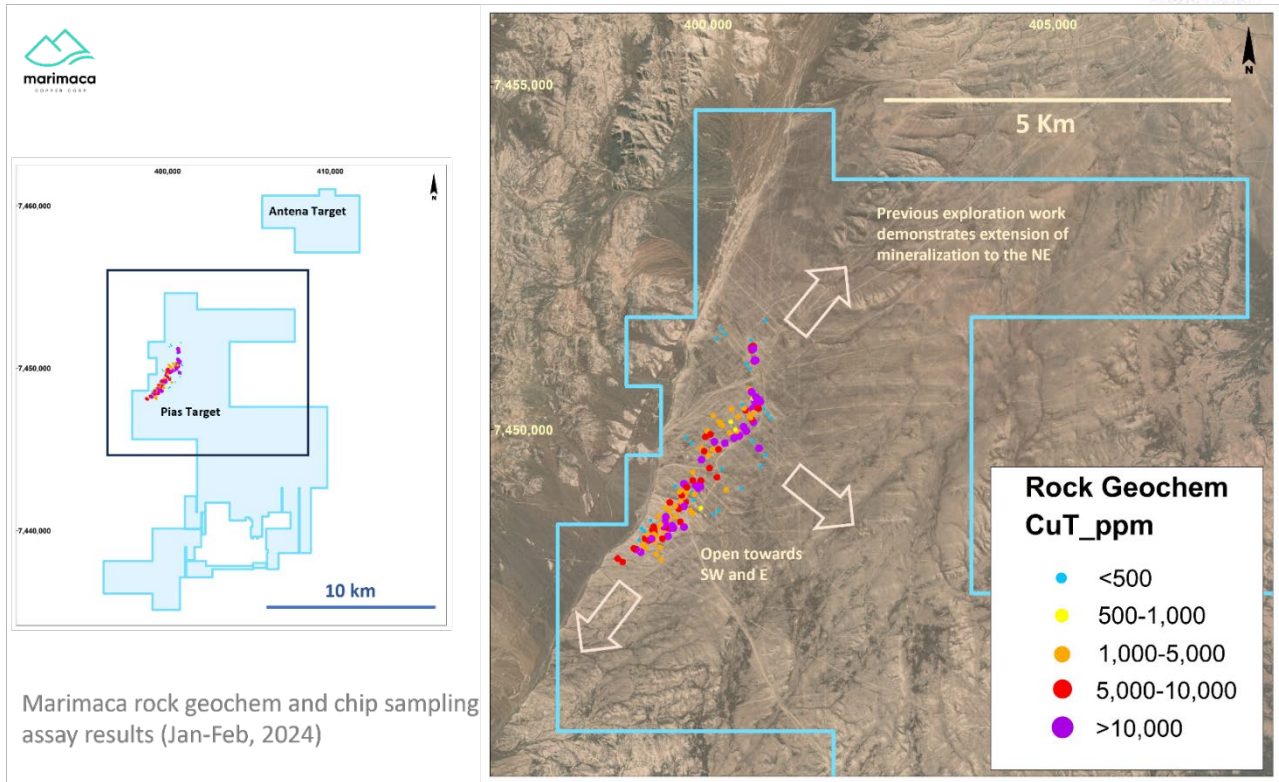 marimaca
COPPER CORP
400,000
410,000
N
7,460,000
Antena Target
7,450,000
Pias Target
7,440,000
10 km
Marimaca rock geochem and chip sampling
assay results (Jan-Feb, 2024)
400,000
405,000
N
7,455,000
5 Km
Previous exploration work
demonstrates extension of
mineralization to the NE
7,450,000
Open towards
SW and E
Rock Geochem
CuT_ppm
<500
500-1,000
1,000-5,000
5,000-10,000
>10,000